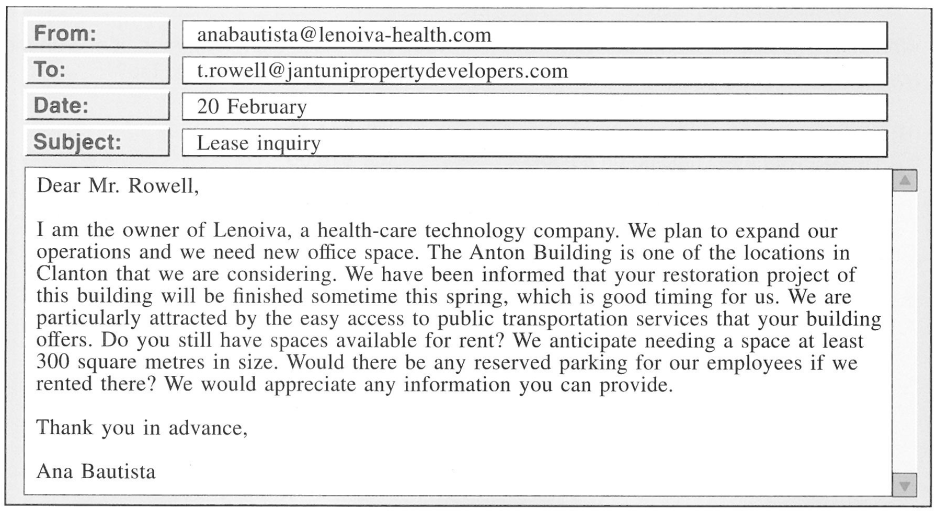 From: anabautista@lenoiva-health.com
To: t.rowell@jantunipropertydevelopers.com
Date: 20 February
Subject: Lease inquiry
Dear Mr. Rowell,
I am the owner of Lenoiva, a health-care technology company. We plan to expand our
operations and we need new office space. The Anton Building is one of the locations in
Clanton that we are considering. We have been informed that your restoration project of
this building will be finished sometime this spring, which is good timing for us. We are
particularly attracted by the easy access to public transportation services that your building
offers. Do you still have spaces available for rent? We anticipate needing a space at least
300 square metres in size. Would there be any reserved parking for our employees if we
rented there? We would appreciate any information you can provide.
Thank you in advance,
Ana Bautista